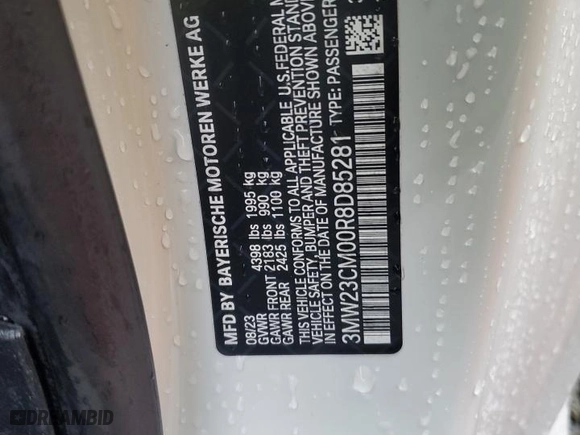 MFD BY BAYERISCHE MOTOREN WERKE AG
08/23
GVWR 4398 lbs 1995 kg
GAWR FRONT 2183 lbs 990 kg
GAWR REAR 2425 lbs 1100 kg
THIS VEHICLE CONFORMS TO ALL APPLICABLE U.S.FEDERAL
VEHICLE SAFETY, BUMPER AND THEFT PREVENTION
IN EFFECT ON THE DATE OF MANUFACTURE SHOWN ABOVE
3MW23CM00R8D85281 TYPE: PASSENGER
DREAMBID